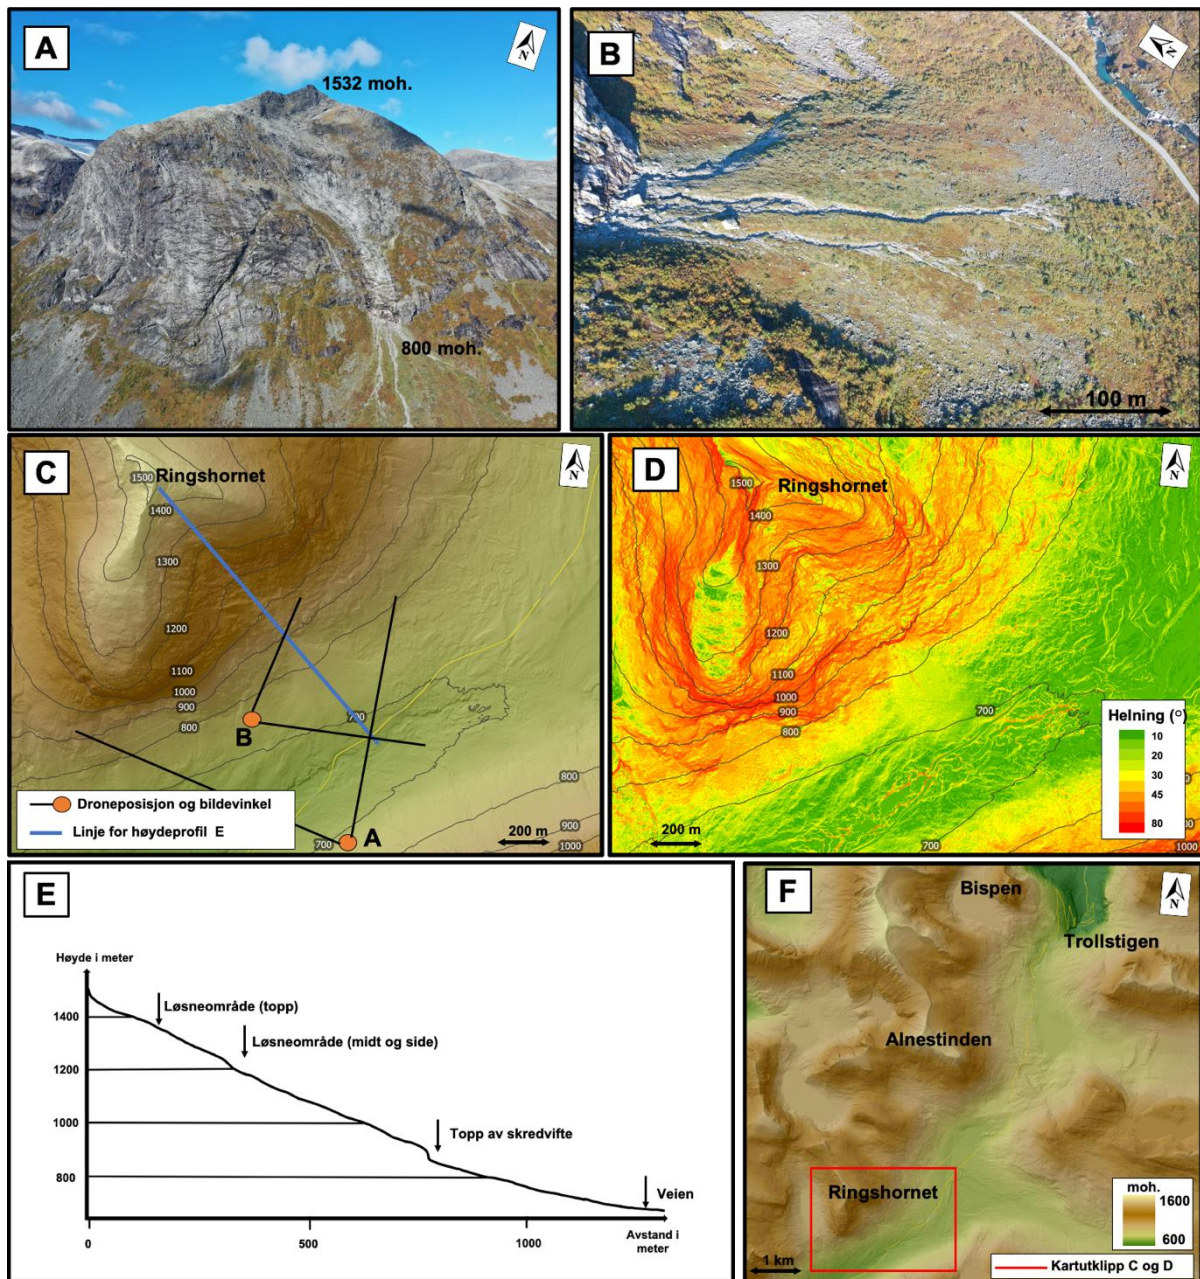 A
N
1532 moh.
800 moh.
B
N
100 m
C
N
1500
Ringshornet
1400
1300
1200
1100
1000
900
800
700
B
800
Droneposisjon og bildevinkel
Linje for høydeprofil E
700
A
200 m
900
1000
D
N
1500
Ringshornet
1400
1300
1200
1100
1000
900
800
700
Helning (°)
10
20
30
45
80
800
200 m
700
1000
E
Høyde i meter
1400
Løsneområde (topp)
Løsneområde (midt og side)
1200
1000
Topp av skredvifte
800
Veien
0
500
1000
Avstand i
meter
F
N
Bispen
Trollstigen
Alnestinden
Ringshornet
moh.
1600
600
1 km
Kartutklipp C og D